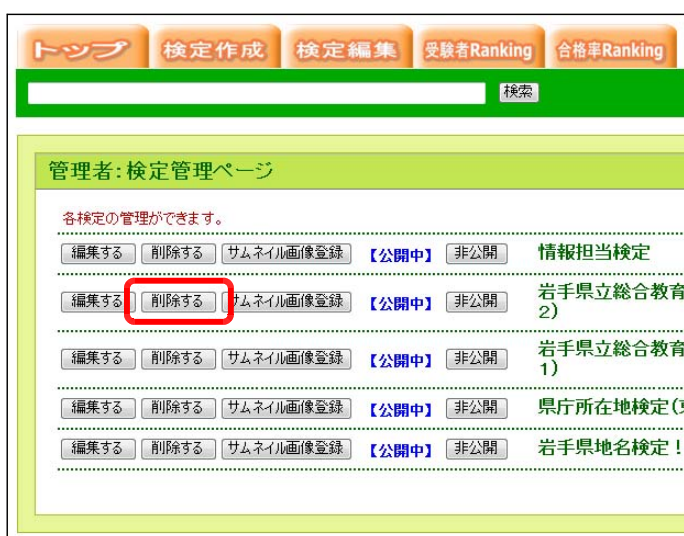 トップ 検定作成 検定編集 受験者Ranking 合格率Ranking
検索
管理者:検定管理ページ
各検定の管理ができます。
編集する 削除する サムネイル画像登録 【公開中】 非公開 情報担当検定
編集する 削除する サムネイル画像登録 【公開中】 非公開 岩手県立総合教育
2)
編集する 削除する サムネイル画像登録 【公開中】 非公開 岩手県立総合教育
1)
編集する 削除する サムネイル画像登録 【公開中】 非公開 県庁所在地検定(
編集する 削除する サムネイル画像登録 【公開中】 非公開 岩手県地名検定!